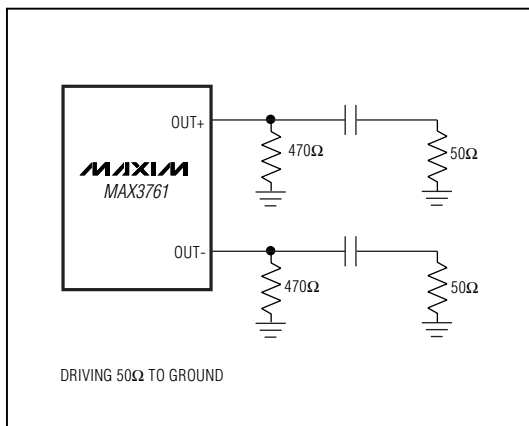 OUT+
470Ω
50Ω
MAXIM
MAX3761
OUT-
470Ω
50Ω
DRIVING 50Ω TO GROUND